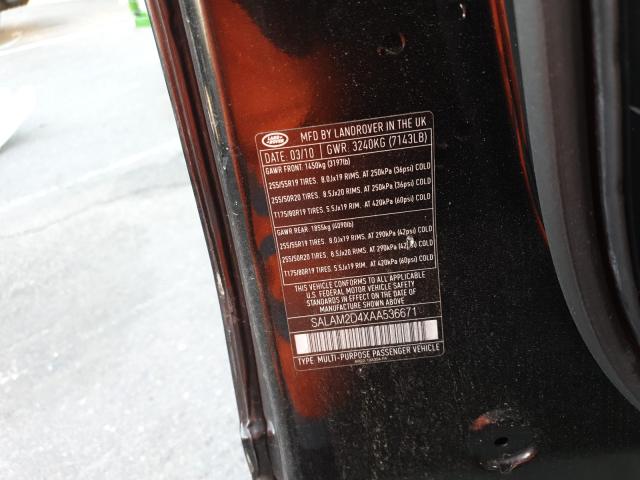 LAND ROVER
MFD BY LANDROVER IN THE UK
DATE: 03/10 GWR: 3240KG (7143LB)
GAWR FRONT: 1450kg (3197lb)
255/55R19 TIRES. 8.0Jx19 RIMS. AT 250kPA (36psi) COLD
255/50R20 TIRES. 8.5Jx20 RIMS. AT 250kPA (36psi) COLD
T175/80R19 TIRES. 5.5Jx19 RIM. AT 420kPA (60psi) COLD
GAWR REAR: 1855kg (4090lb)
255/55R19 TIRES. 8.0Jx19 RIMS. AT 290kPA (42psi) COLD
255/50R20 TIRES. 8.5Jx20 RIMS. AT 290kPA (42 COLD
T175/80R19 TIRES. 5.5Jx19 RIM. AT 420kPA (60psi) COLD
THIS VEHICLE CONFORMS TO ALL APPLICABLE
U.S. FEDERAL MOTOR VEHICLE SAFETY
STANDARDS IN EFFECT ON THE DATE OF
MANUFACTURE SHOWN ABOVE
SALAM2D4XAA536671
TYPE: MULTI-PURPOSE PASSENGER VEHICLE